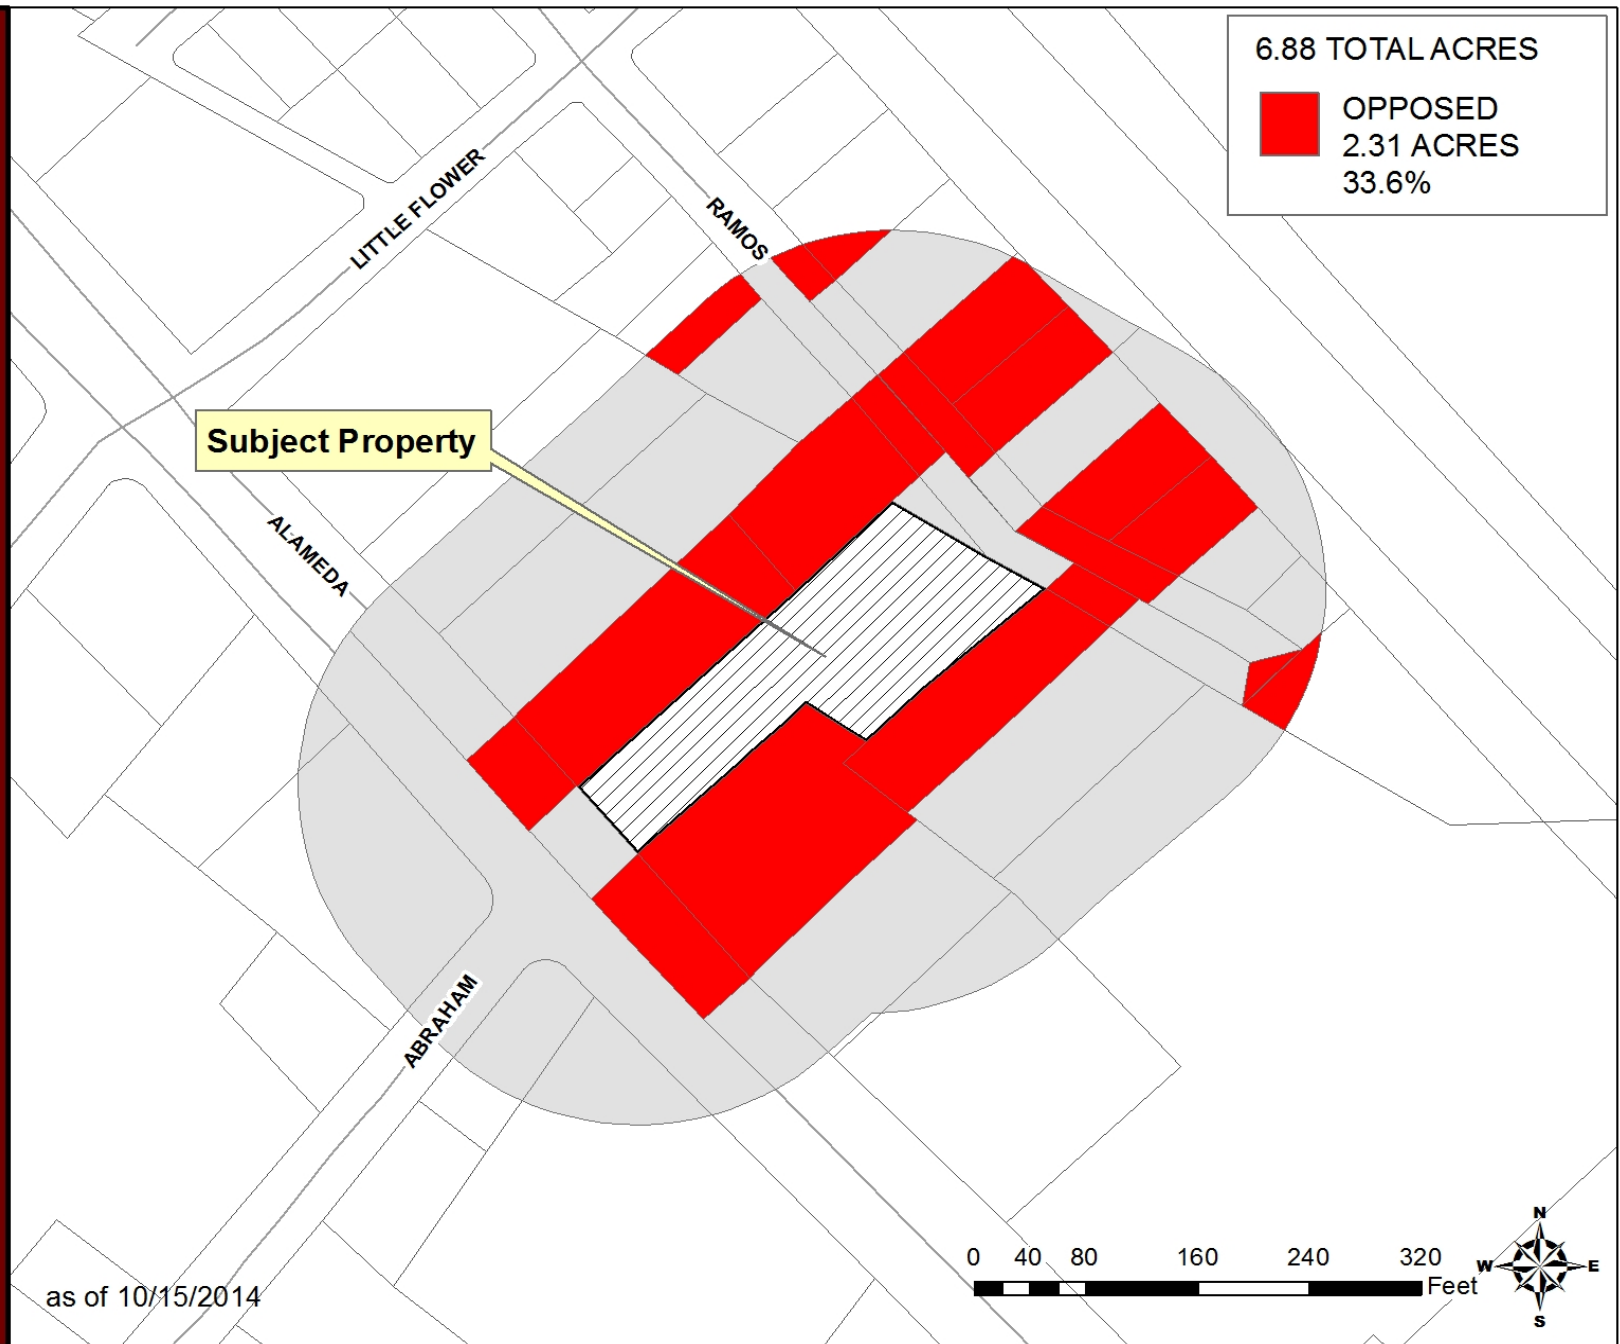 6.88 TOTAL ACRES
OPPOSED
2.31 ACRES
33.6%
LITTLE FLOWER
RAMOS
Subject Property
ALAMEDA
ABRAHAM
0 40 80 160 240 320
Feet
N
W E
S
as of 10/15/2014